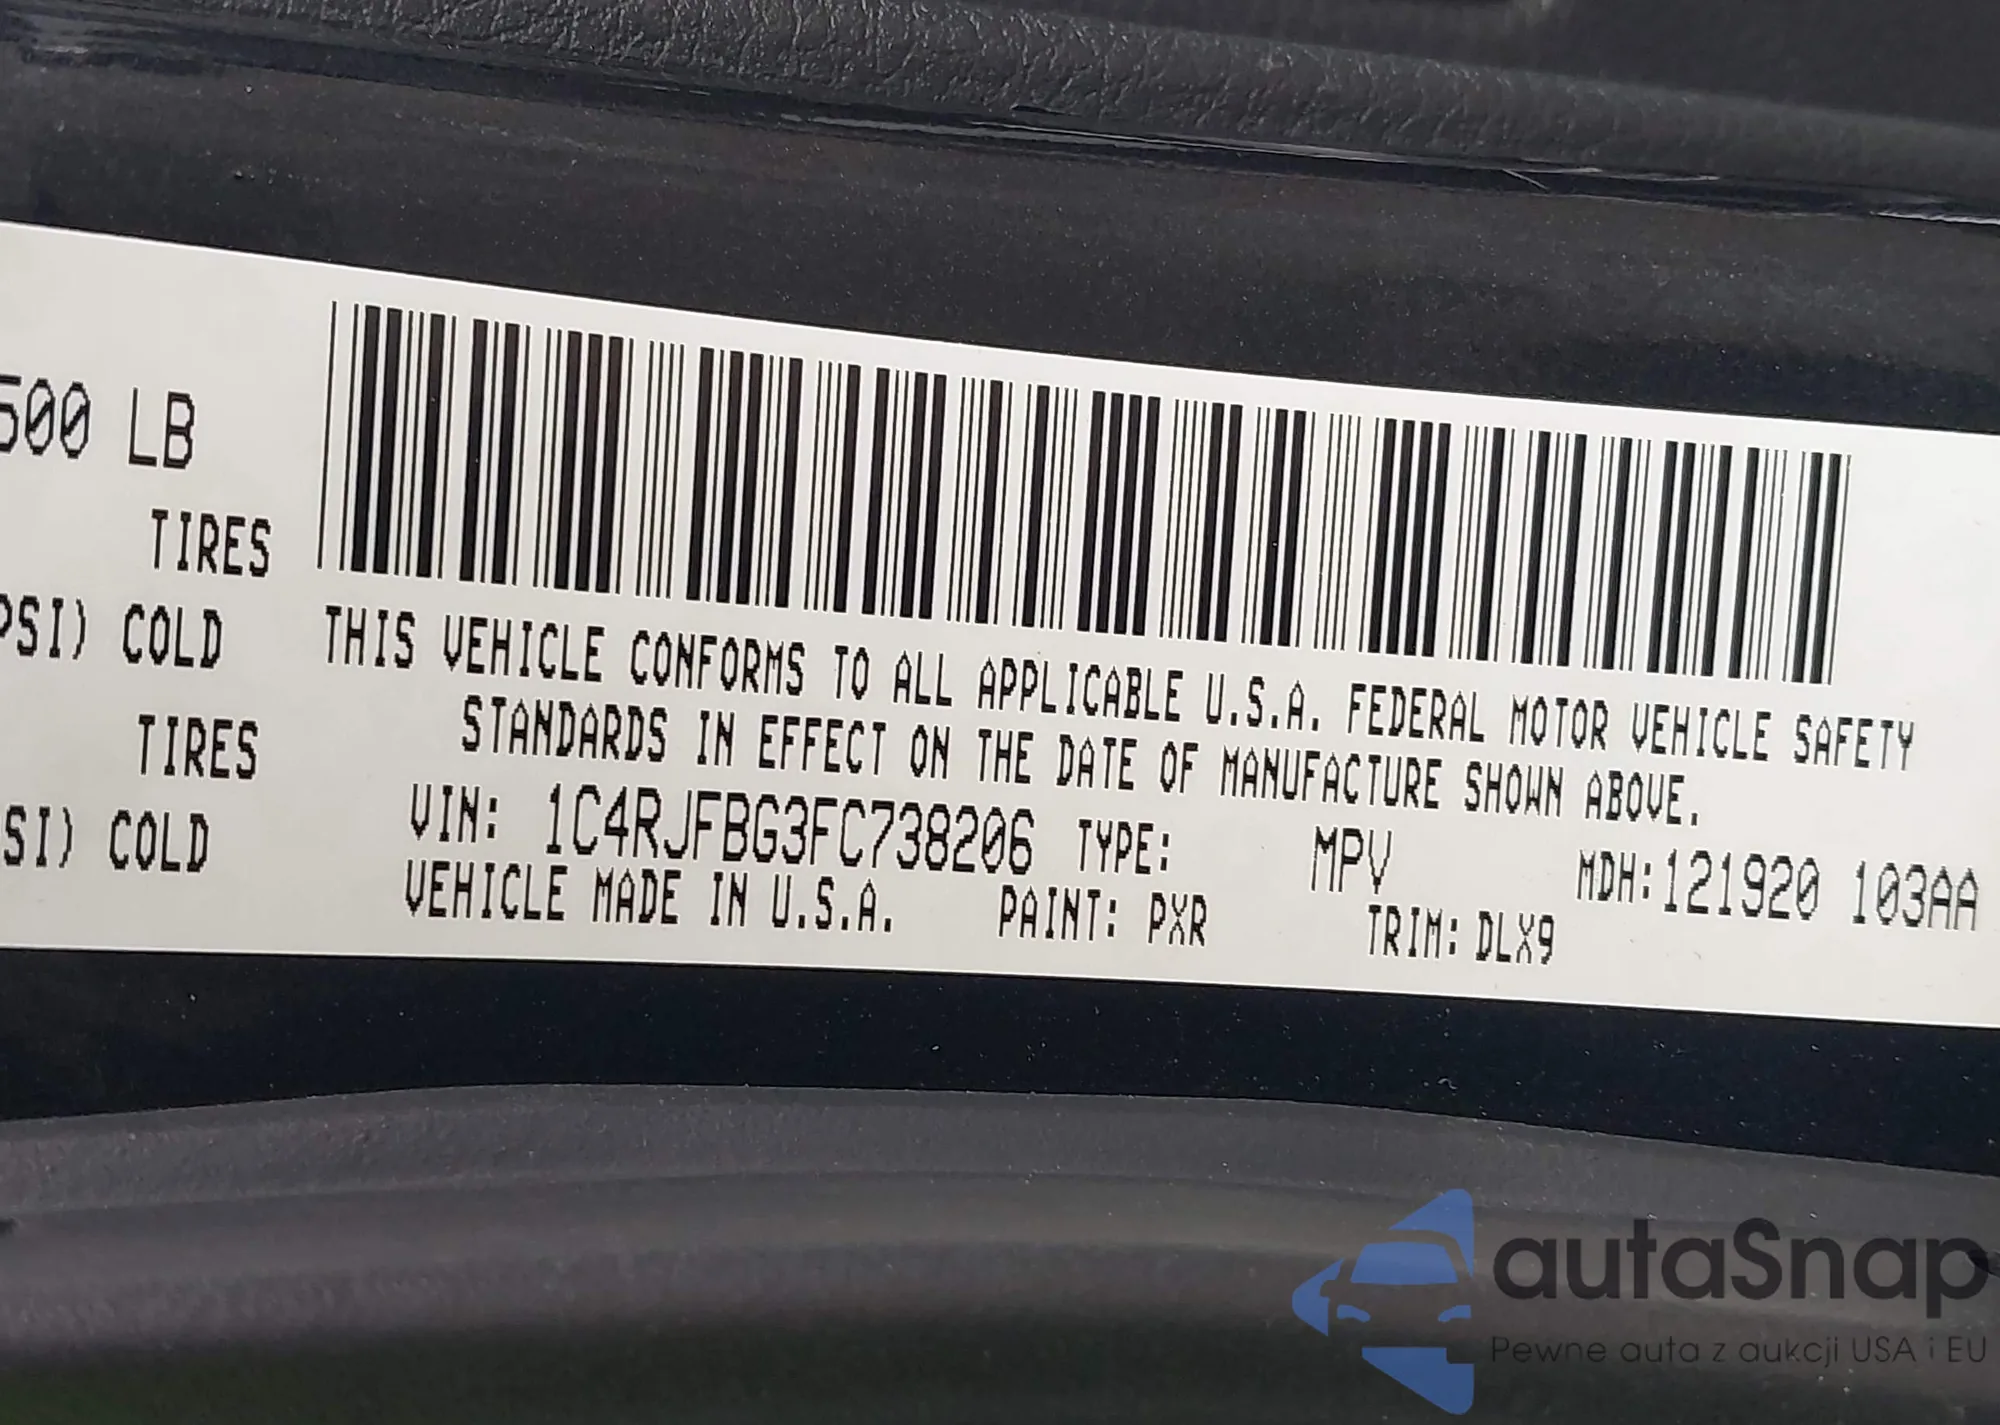 500 LB
TIRES
PSI) COLD
TIRES
SI) COLD
THIS VEHICLE CONFORMS TO ALL APPLICABLE U.S.A. FEDERAL MOTOR VEHICLE SAFETY
STANDARDS IN EFFECT ON THE DATE OF MANUFACTURE SHOWN ABOVE.
VIN: 1C4RJFBG3FC738206 TYPE: MPV MDH:121920 103AA
VEHICLE MADE IN U.S.A. PAINT: PXR TRIM:DLX9
autaSnap
Pewne auta z aukcji USA i EU